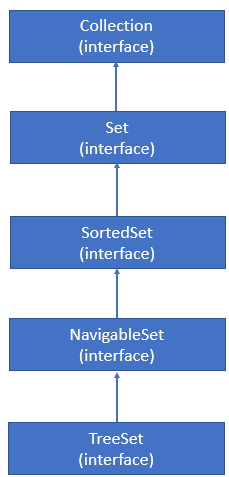 Collection
(interface)
Set
(interface)
SortedSet
(interface)
NavigableSet
(interface)
TreeSet
(interface)